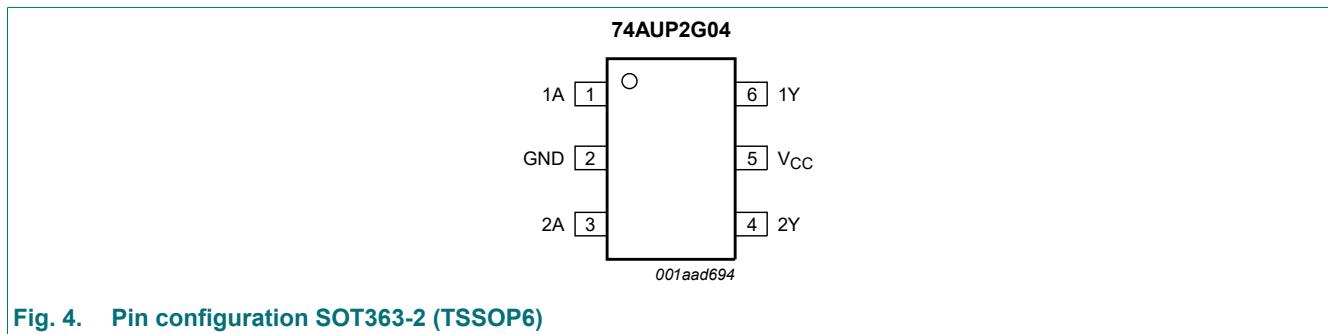 74AUP2G04
1A 1 6 1Y
GND 2 5 VCC
2A 3 4 2Y
001aad694
Fig. 4. Pin configuration SOT363-2 (TSSOP6)